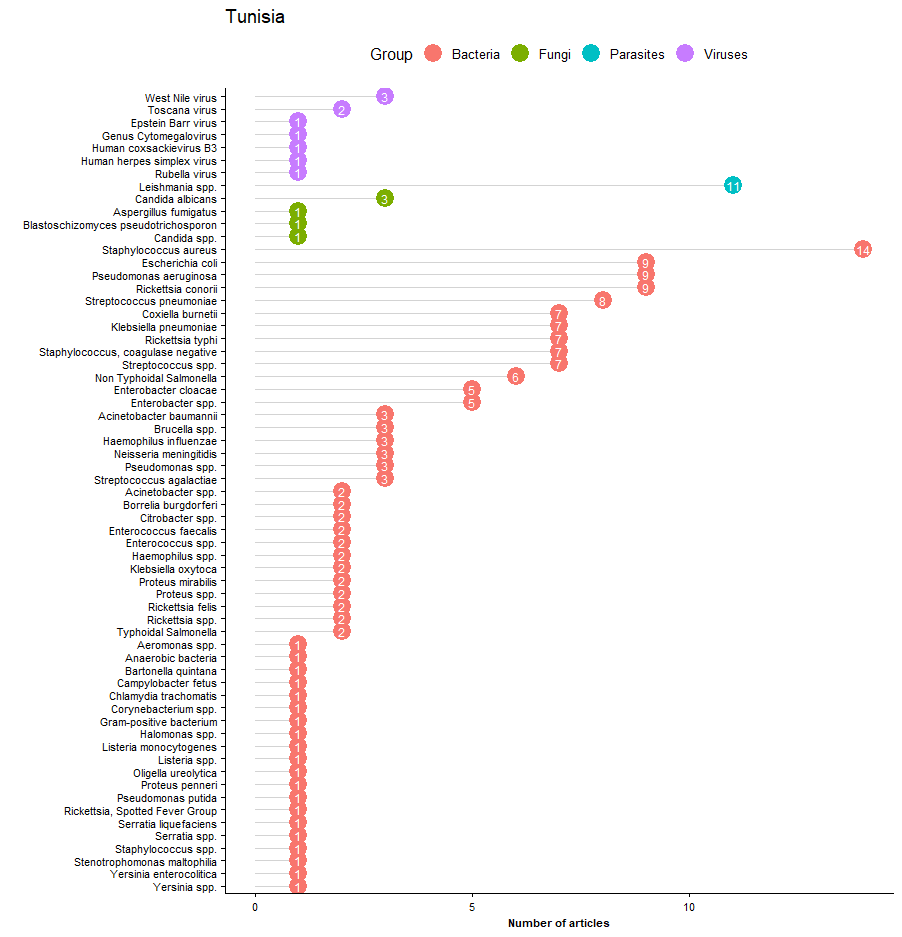 Tunisia
Group Bacteria Fungi Parasites Viruses
West Nile virus 3
Toscana virus 2
Epstein Barr virus 1
Genus Cytomegalovirus 1
Human coxsackievirus B3 1
Human herpes simplex virus 1
Rubella virus 1
Leishmania spp. 11
Candida albicans 3
Aspergillus fumigatus 1
Blastoschizomyces pseudotrichosporon 1
Candida spp. 1
Staphylococcus aureus 14
Escherichia coli 9
Pseudomonas aeruginosa 9
Rickettsia conorii 9
Streptococcus pneumoniae 8
Coxiella burnetii 7
Klebsiella pneumoniae 7
Rickettsia typhi 7
Staphylococcus, coagulase negative 7
Streptococcus spp. 7
Non Typhoidal Salmonella 6
Enterobacter cloacae 5
Enterobacter spp. 5
Acinetobacter baumannii 3
Brucella spp. 3
Haemophilus influenzae 3
Neisseria meningitidis 3
Pseudomonas spp. 3
Streptococcus agalactiae 3
Acinetobacter spp. 2
Borrelia burgdorferi 2
Citrobacter spp. 2
Enterococcus faecalis 2
Enterococcus spp. 2
Haemophilus spp. 2
Klebsiella oxytoca 2
Proteus mirabilis 2
Proteus spp. 2
Rickettsia felis 2
Rickettsia spp. 2
Typhoidal Salmonella 2
Aeromonas spp. 1
Anaerobic bacteria 1
Bartonella quintana 1
Campylobacter fetus 1
Chlamydia trachomatis 1
Corynebacterium spp. 1
Gram-positive bacterium 1
Halomonas spp. 1
Listeria monocytogenes 1
Listeria spp. 1
Oligella ureolytica 1
Proteus penneri 1
Pseudomonas putida 1
Rickettsia, Spotted Fever Group 1
Serratia liquefaciens 1
Serratia spp. 1
Staphylococcus spp. 1
Stenotrophomonas maltophilia 1
Yersinia enterocolitica 1
Yersinia spp. 1
0 5 10
Number of articles